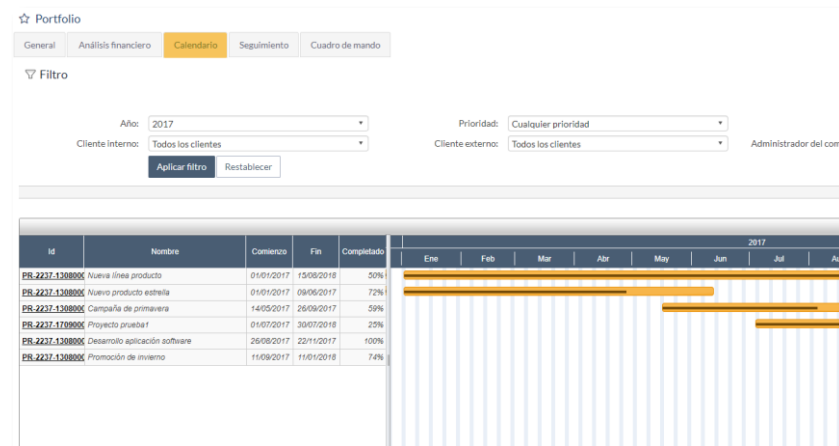 Portfolio
General Análisis financiero Calendario Seguimiento Cuadro de mando
Filtro
Año: 2017 Prioridad: Cualquier prioridad
Cliente interno: Todos los clientes Cliente externo: Todos los clientes Administrador del com
Aplicar filtro Restablecer
2017
Id Nombre Comienzo Fin Completado Ene Feb Mar Abr May Jun Jul Au
PR-2237-130800 Nueva línea producto 01/01/2017 15/08/2018 50%
PR-2237-130800 Nuevo producto estrella 01/01/2017 09/06/2017 72%
PR-2237-130800 Campaña de primavera 14/05/2017 26/09/2017 59%
PR-2237-170900 Proyecto prueba1 01/07/2017 30/07/2018 25%
PR-2237-130800 Desarrollo aplicación software 26/08/2017 22/11/2017 100%
PR-2237-130800 Promoción de invierno 11/09/2017 11/01/2018 74%